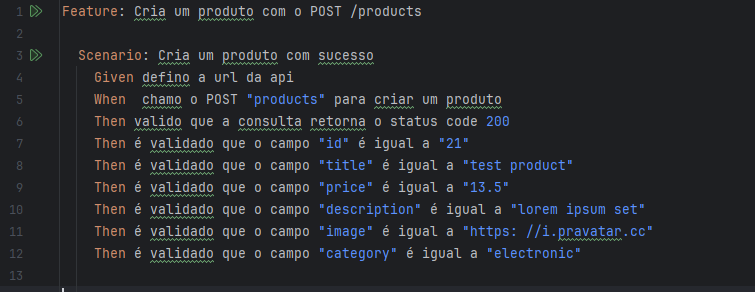 1 Feature: Cria um produto com o POST /products
2
3 Scenario: Cria um produto com sucesso
4 Given defino a url da api
5 When  chamo o POST "products" para criar um produto
6 Then valido que a consulta retorna o status code 200
7 Then é validado que o campo "id" é igual a "21"
8 Then é validado que o campo "title" é igual a "test product"
9 Then é validado que o campo "price" é igual a "13.5"
10 Then é validado que o campo "description" é igual a "lorem ipsum set"
11 Then é validado que o campo "image" é igual a "https: //i.pravatar.cc"
12 Then é validado que o campo "category" é igual a "electronic"
13